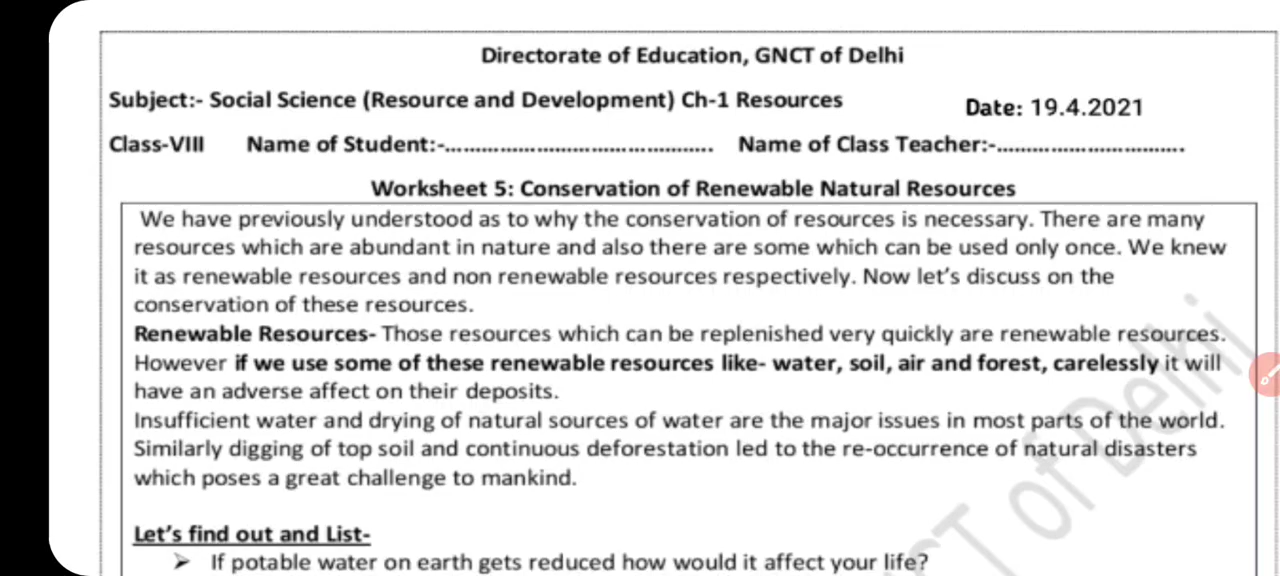 Directorate of Education, GNCT of Delhi
Subject:- Social Science (Resource and Development) Ch-1 Resources Date: 19.4.2021
Class-VIII Name of Student:-............................................. Name of Class Teacher:-................................
Worksheet 5: Conservation of Renewable Natural Resources
We have previously understood as to why the conservation of resources is necessary. There are many
resources which are abundant in nature and also there are some which can be used only once. We knew
it as renewable resources and non renewable resources respectively. Now let's discuss on the
conservation of these resources.
Renewable Resources- Those resources which can be replenished very quickly are renewable resources.
However if we use some of these renewable resources like- water, soil, air and forest, carelessly it will
have an adverse affect on their deposits.
Insufficient water and drying of natural sources of water are the major issues in most parts of the world.
Similarly digging of top soil and continuous deforestation led to the re-occurrence of natural disasters
which poses a great challenge to mankind.
Let's find out and List-
➢ If potable water on earth gets reduced how would it affect your life?
CT of Delhi